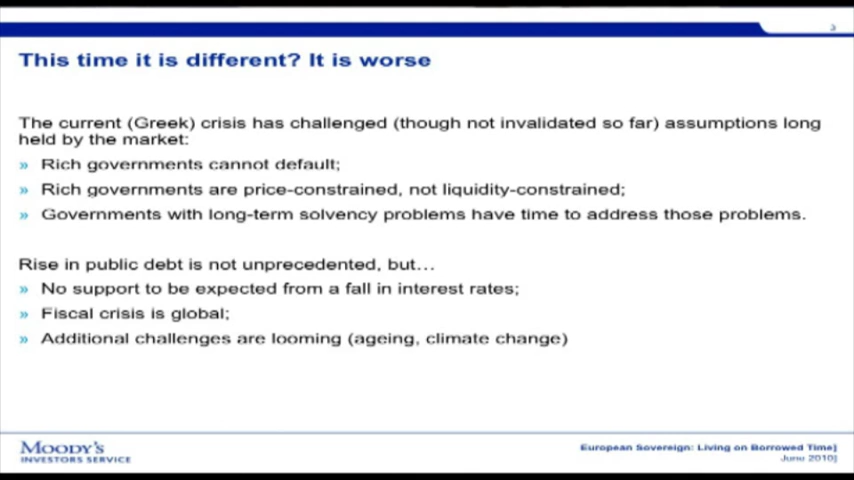 3
This time it is different? It is worse
The current (Greek) crisis has challenged (though not invalidated so far) assumptions long
held by the market:
» Rich governments cannot default;
» Rich governments are price-constrained, not liquidity-constrained;
» Governments with long-term solvency problems have time to address those problems.
Rise in public debt is not unprecedented, but…
» No support to be expected from a fall in interest rates;
» Fiscal crisis is global;
» Additional challenges are looming (ageing, climate change)
MOODY'S
INVESTORS SERVICE
European Sovereign: Living on Borrowed Time]
June 2010]